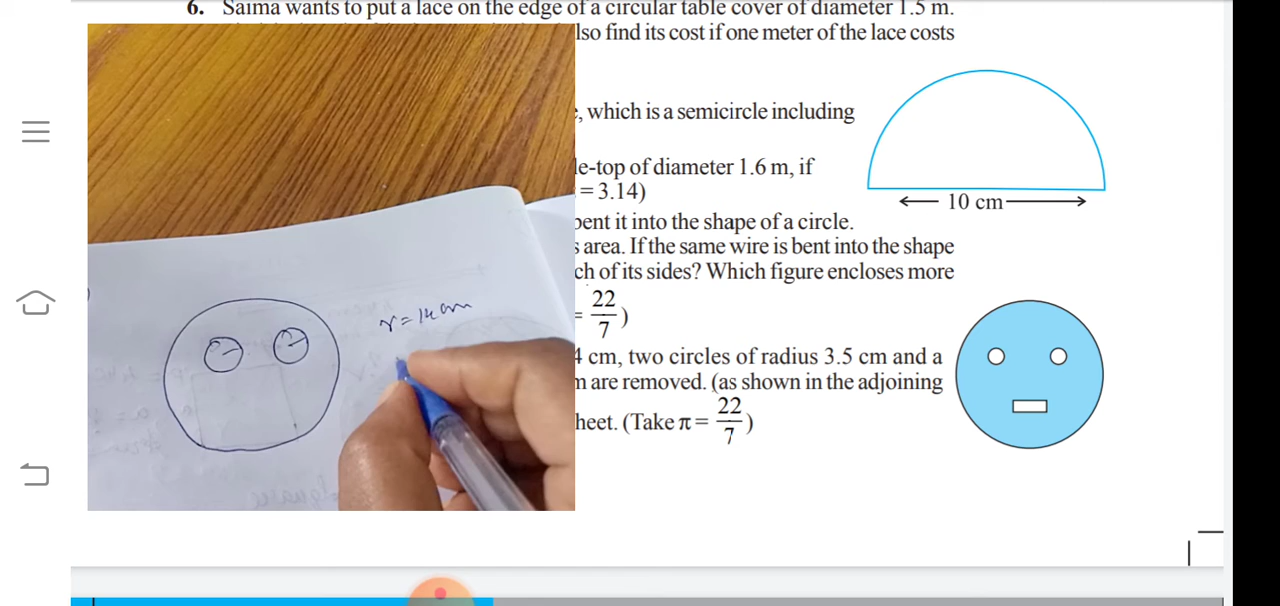 6. Saima wants to put a lace on the edge of a circular table cover of diameter 1.5 m.
lso find its cost if one meter of the lace costs
, which is a semicircle including
le-top of diameter 1.6 m, if
= 3.14)
10 cm
bent it into the shape of a circle.
s area. If the same wire is bent into the shape
ch of its sides? Which figure encloses more
= 22/7)
r = 14 cm
4 cm, two circles of radius 3.5 cm and a
m are removed. (as shown in the adjoining
heet. (Take π = 22/7)